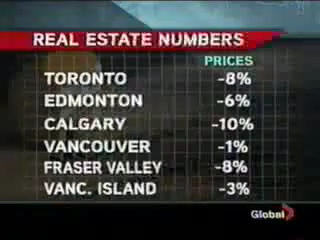 REAL ESTATE NUMBERS
PRICES
TORONTO -8%
EDMONTON -6%
CALGARY -10%
VANCOUVER -1%
FRASER VALLEY -8%
VANC. ISLAND -3%
Global